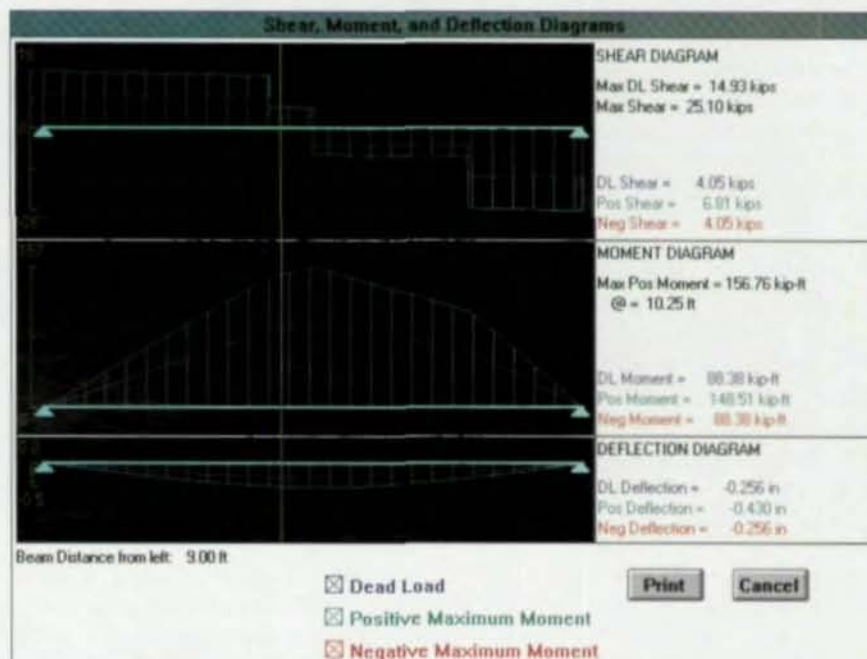 Shear, Moment, and Deflection Diagrams
SHEAR DIAGRAM
Max DL Shear = 14.93 kips
Max Shear = 25.10 kips
DL Shear = 4.05 kips
Pos Shear = 6.81 kips
Neg Shear = 4.05 kips
MOMENT DIAGRAM
Max Pos Moment = 156.76 kip-ft
@ = 10.25 ft
DL Moment = 88.38 kip-ft
Pos Moment = 148.51 kip-ft
Neg Moment = 88.38 kip-ft
DEFLECTION DIAGRAM
DL Deflection = -0.256 in
Pos Deflection = -0.430 in
Neg Deflection = -0.256 in
Beam Distance from left: 9.00 ft
Dead Load
Print
Cancel
Positive Maximum Moment
Negative Maximum Moment